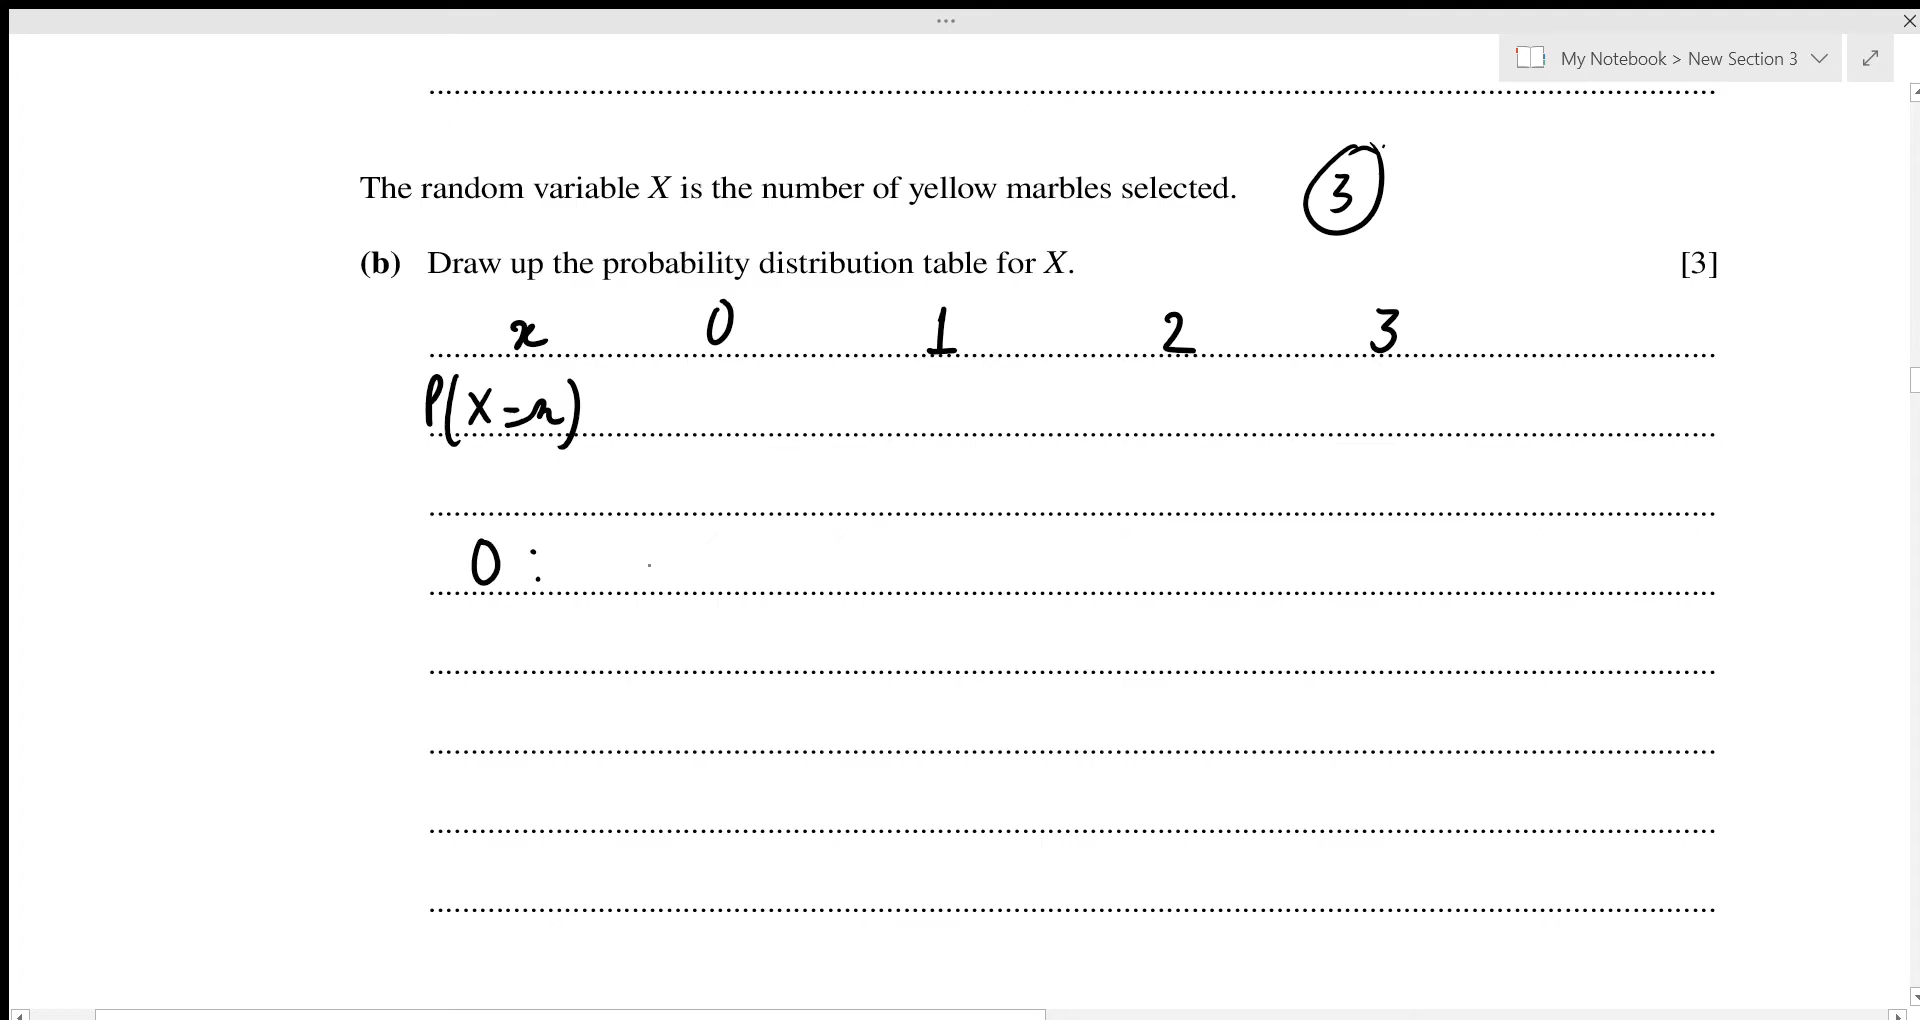 My Notebook > New Section 3
The random variable X is the number of yellow marbles selected. 3
(b) Draw up the probability distribution table for X. [3]
x 0 1 2 3
P(X=x)
0 :